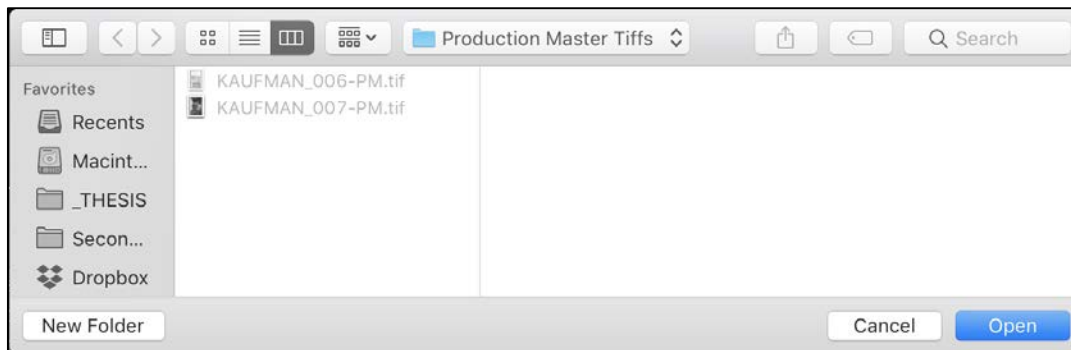 Production Master Tiffs
Search
Favorites
Recents
Macint...
_THESIS
Secon...
Dropbox
KAUFMAN_006-PM.tif
KAUFMAN_007-PM.tif
New Folder
Cancel
Open